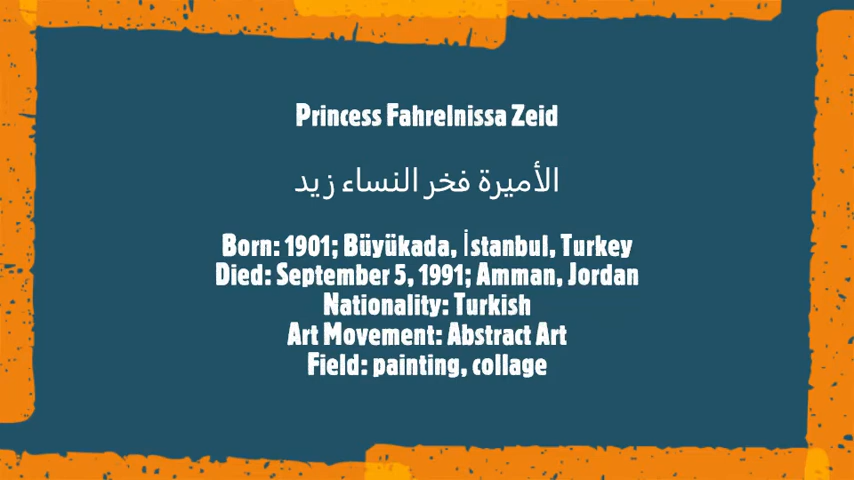 Princess Fahrelnissa Zeid
الأميرة فخر النساء زيد
Born: 1901; Büyükada, İstanbul, Turkey
Died: September 5, 1991; Amman, Jordan
Nationality: Turkish
Art Movement: Abstract Art
Field: painting, collage